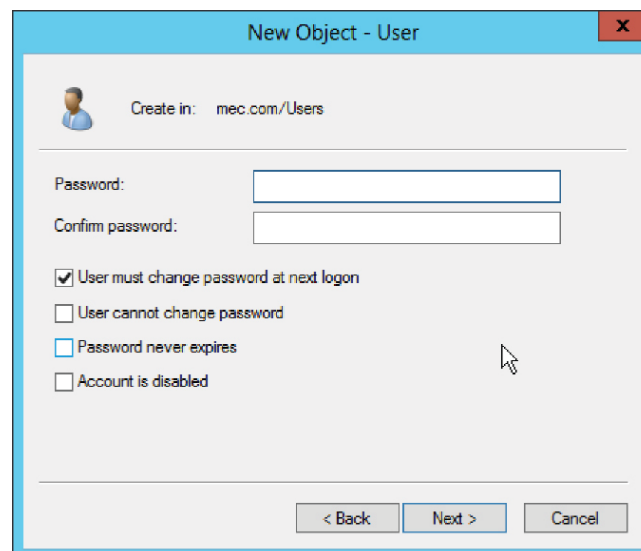 New Object - User
x
Create in: mec.com/Users
Password:
Confirm password:
User must change password at next logon
User cannot change password
Password never expires
Account is disabled
< Back Next > Cancel